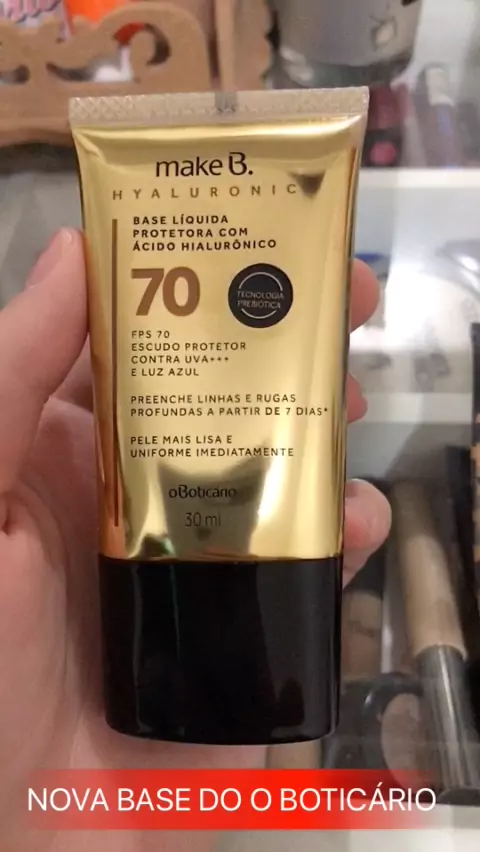 make B.
HYALURONIC
BASE LÍQUIDA
PROTETORA COM
ÁCIDO HIALURÔNICO
70
TECNOLOGIA
PREBIÓTICA
FPS 70
ESCUDO PROTETOR
CONTRA UVA+++
E LUZ AZUL
PREENCHE LINHAS E RUGAS
PROFUNDAS A PARTIR DE 7 DIAS*
PELE MAIS LISA E
UNIFORME IMEDIATAMENTE
oBoticário
30 ml
NOVA BASE DO O BOTICÁRIO